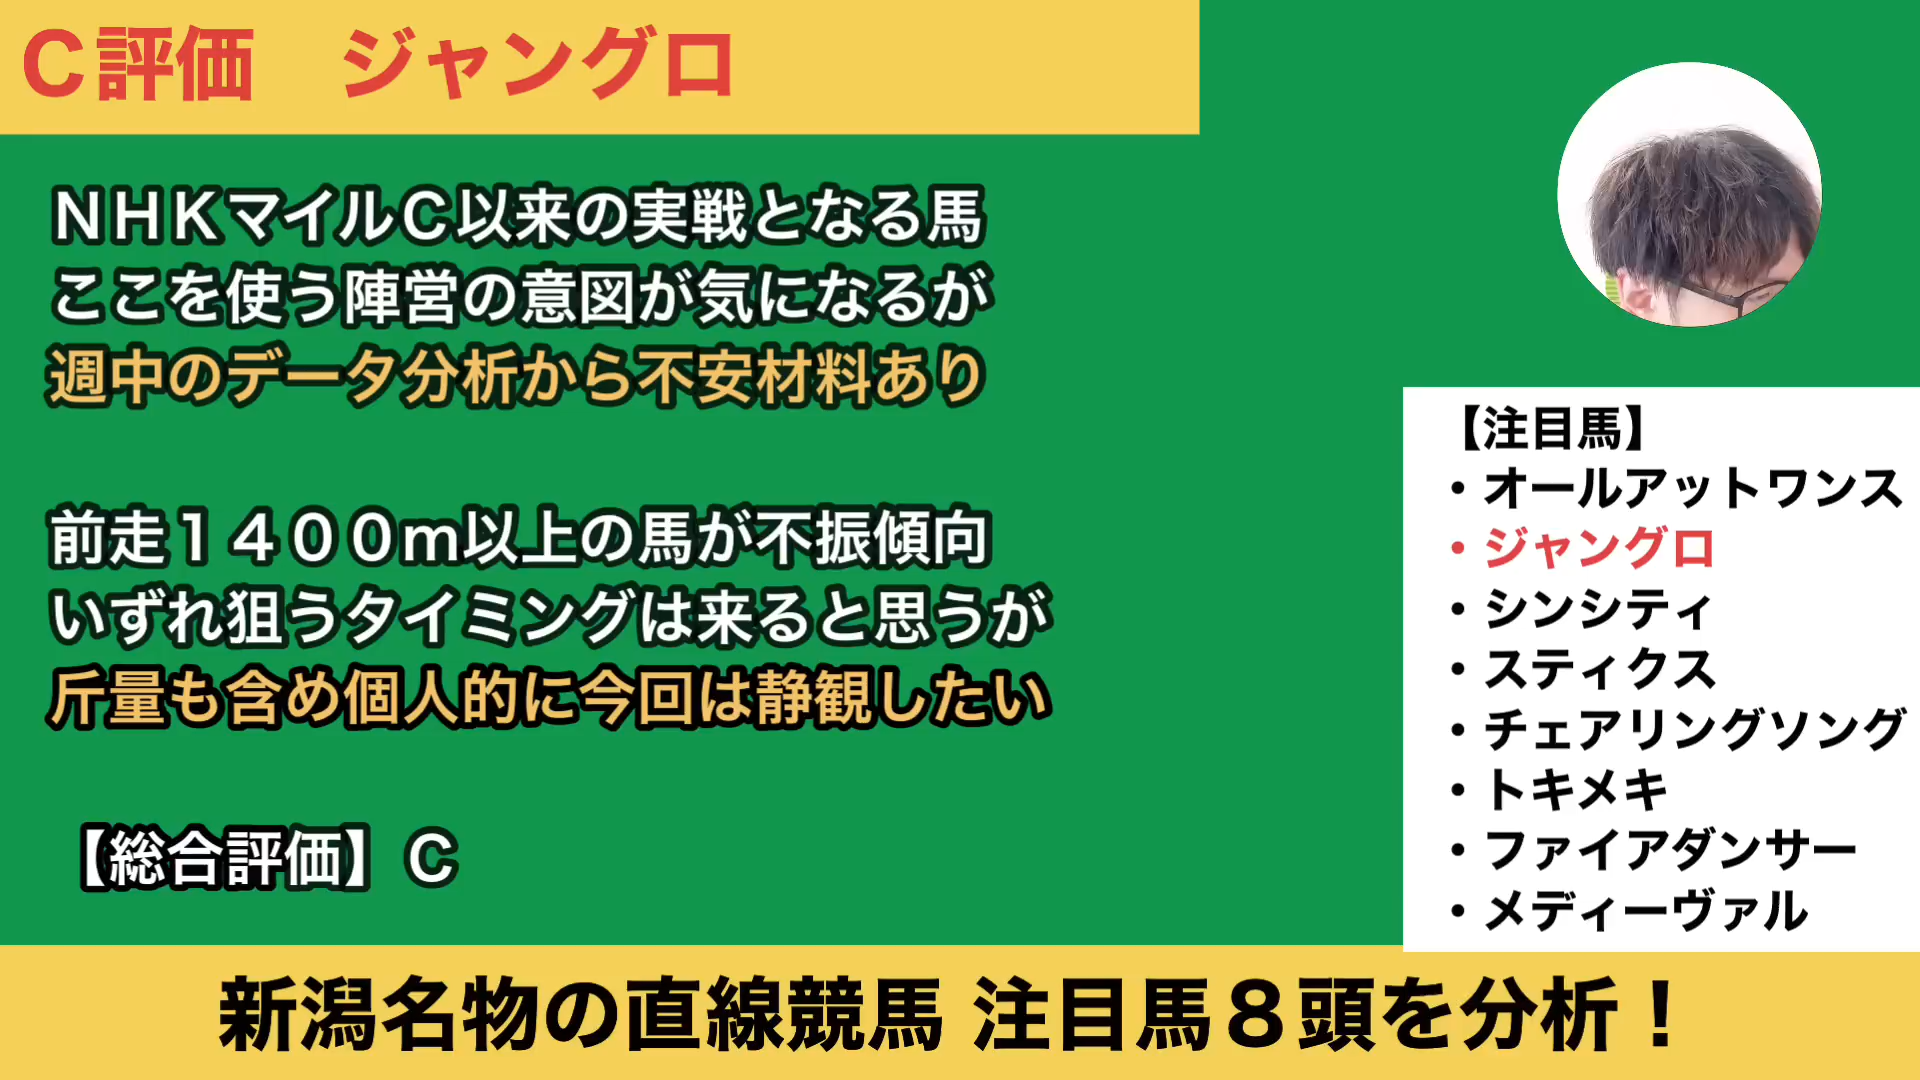 C評価　ジャングロ
NHKマイルC以来の実戦となる馬
ここを使う陣営の意図が気になるが
週中のデータ分析から不安材料あり
前走1400m以上の馬が不振傾向
いずれ狙うタイミングは来ると思うが
斤量も含め個人的に今回は静観したい
【総合評価】C
【注目馬】
・オールアットワンス
・ジャングロ
・シンシティ
・スティクス
・チェアリングソング
・トキメキ
・ファイアダンサー
・メディーヴァル
新潟名物の直線競馬 注目馬8頭を分析！